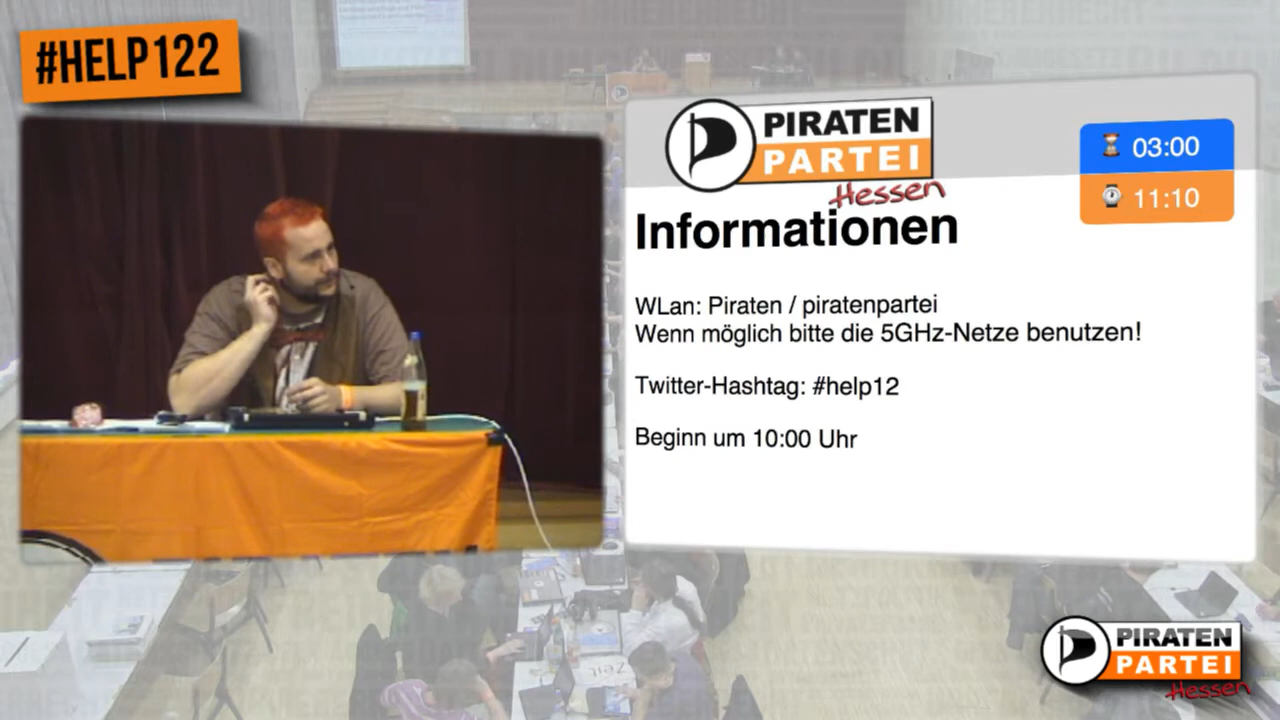 #HELP122
PIRATEN
PARTEI
Hessen
03:00
11:10
Informationen
WLan: Piraten / piratenpartei
Wenn möglich bitte die 5GHz-Netze benutzen!
Twitter-Hashtag: #help12
Beginn um 10:00 Uhr
Zeit
PIRATEN
PARTEI
Hessen